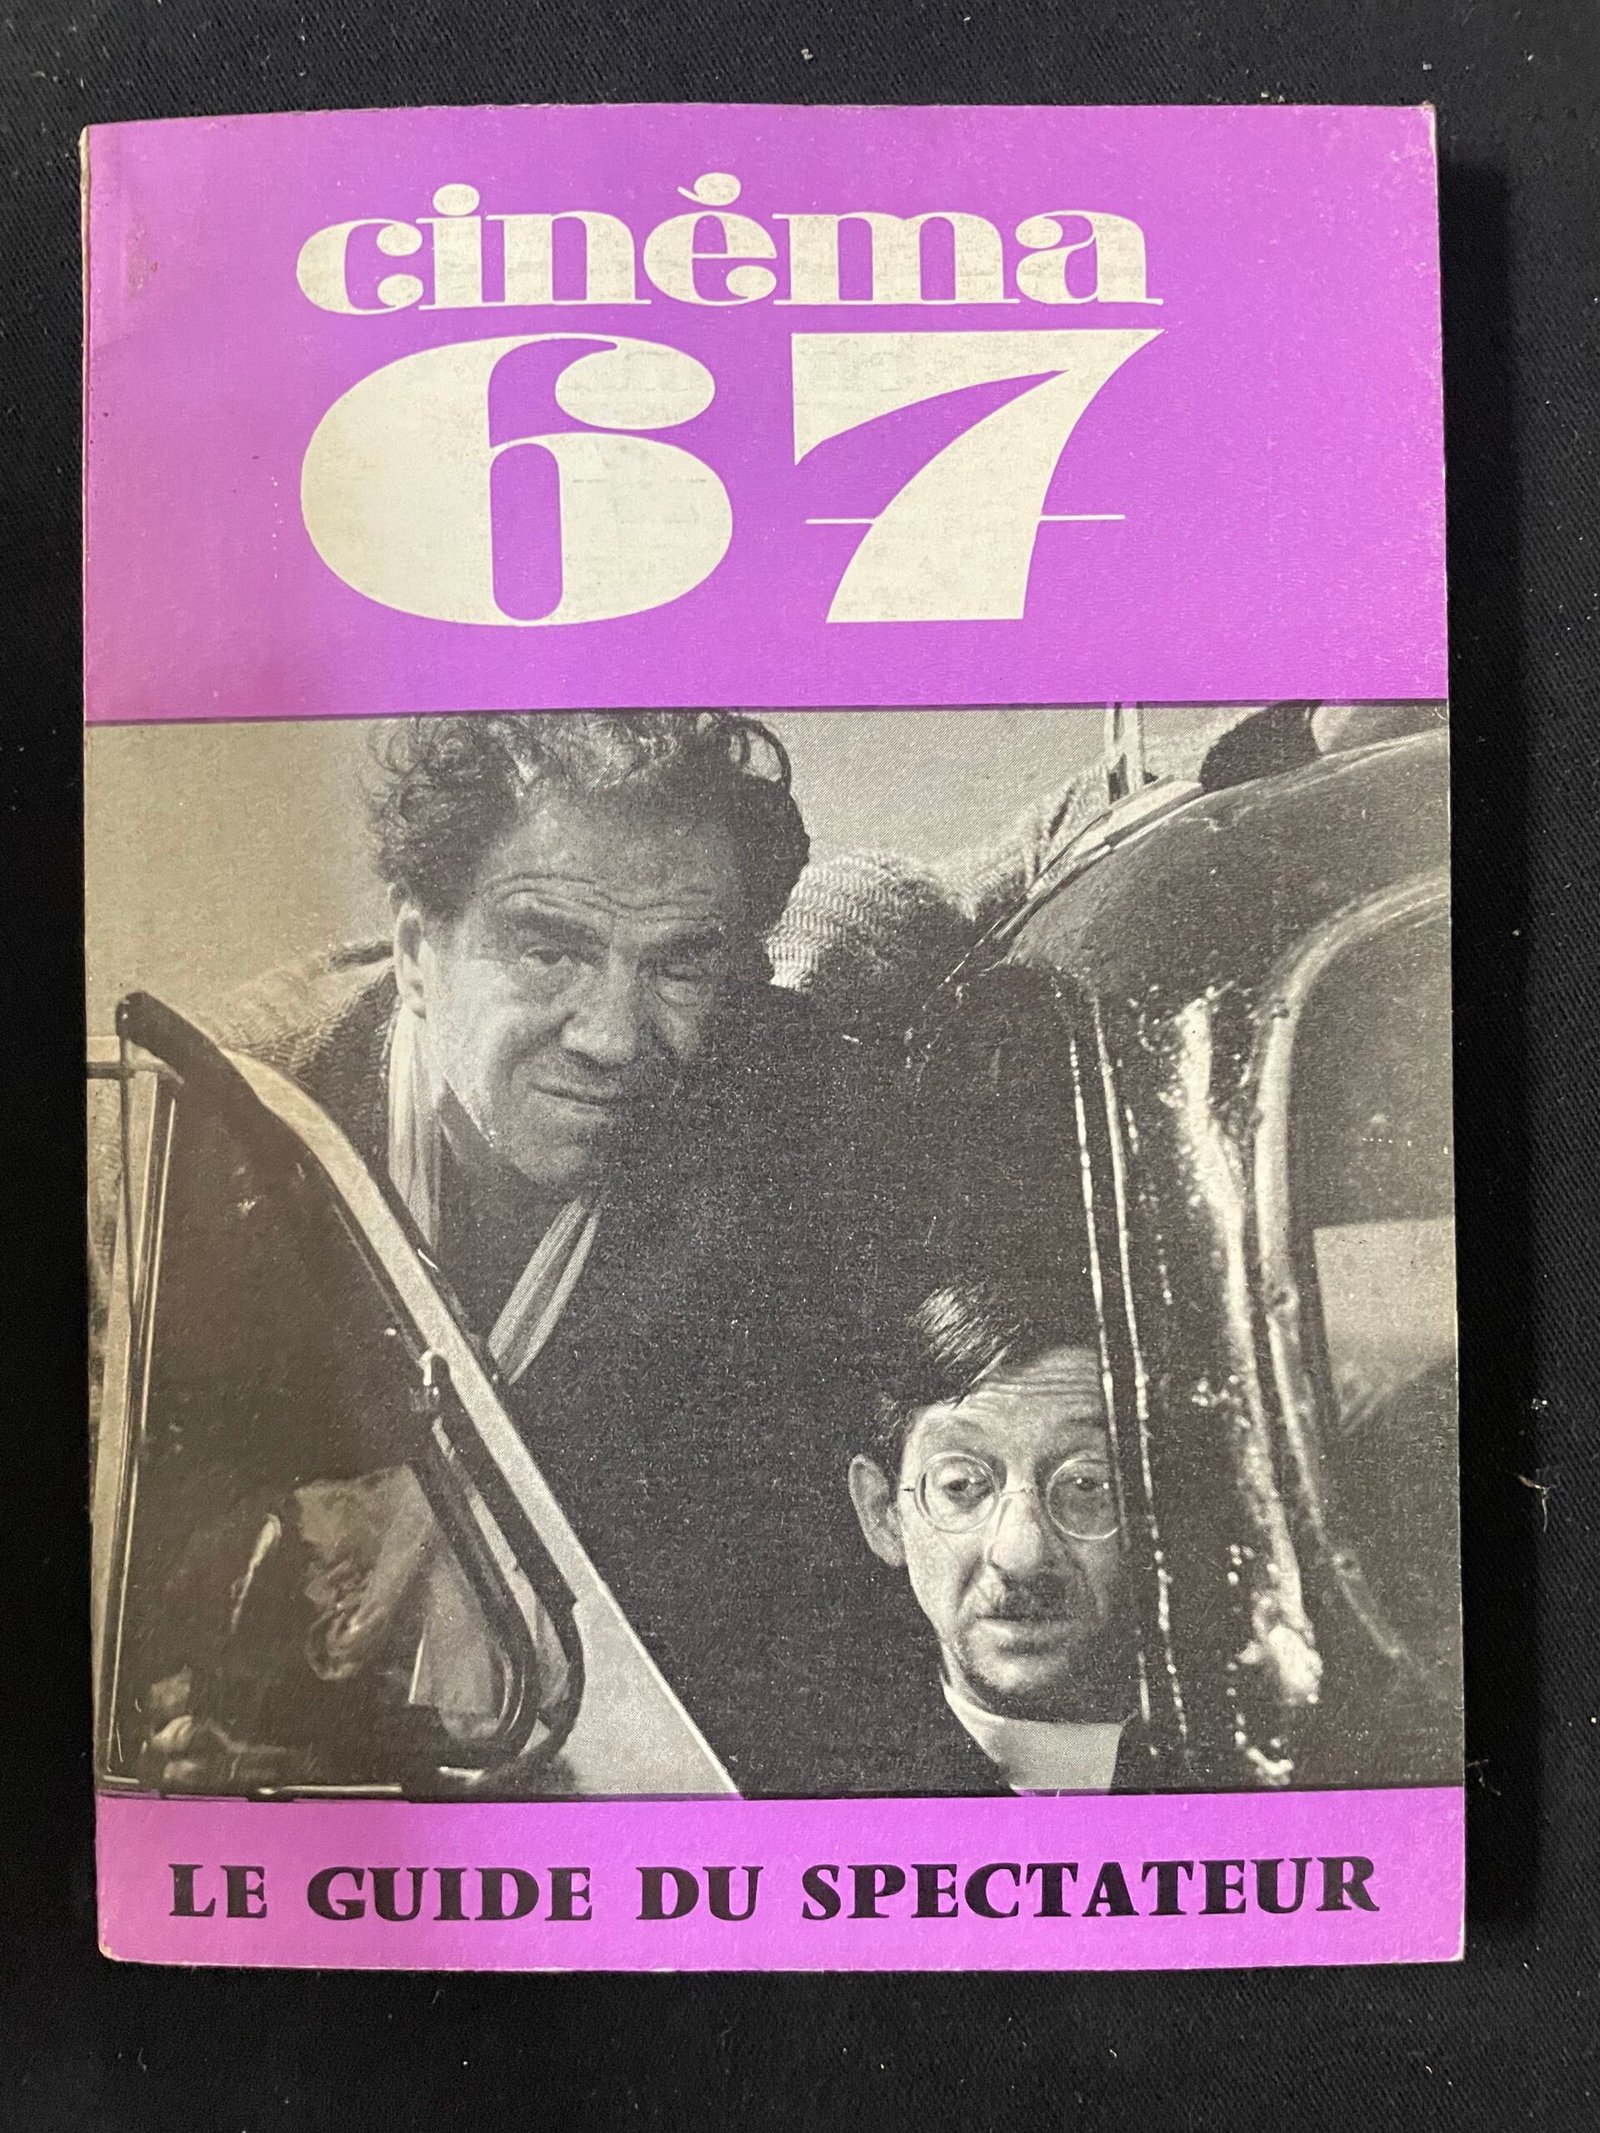 cinéma
67
LE GUIDE DU SPECTATEUR